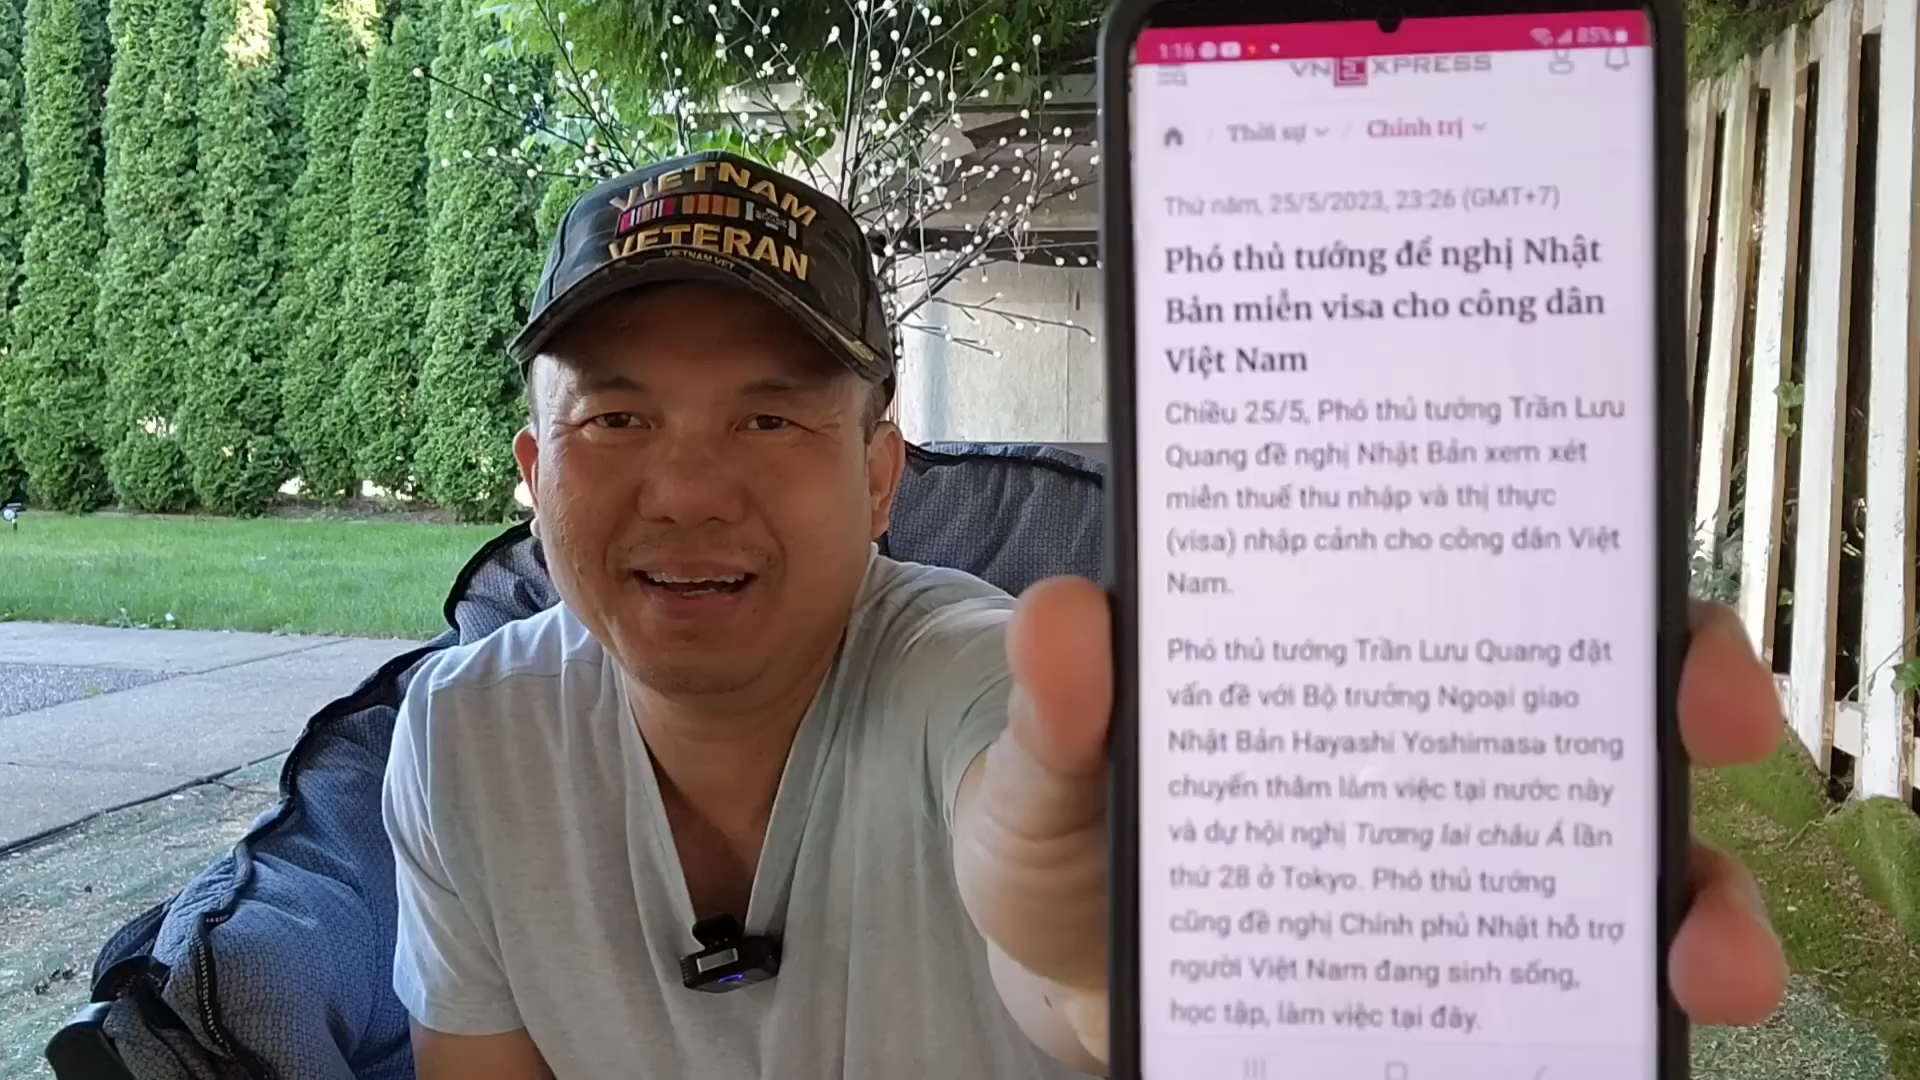 VIETNAM
VETERAN
VIETNAM VET
1:16
85%
VNEXPRESS
/ Thời sự / Chính trị
Thứ năm, 25/5/2023, 23:26 (GMT+7)
Phó thủ tướng đề nghị Nhật
Bản miễn visa cho công dân
Việt Nam
Chiều 25/5, Phó thủ tướng Trần Lưu
Quang đề nghị Nhật Bản xem xét
miễn thuế thu nhập và thị thực
(visa) nhập cảnh cho công dân Việt
Nam.
Phó thủ tướng Trần Lưu Quang đặt
vấn đề với Bộ trưởng Ngoại giao
Nhật Bản Hayashi Yoshimasa trong
chuyến thăm làm việc tại nước này
và dự hội nghị Tương lai châu Á lần
thứ 28 ở Tokyo. Phó thủ tướng
cũng đề nghị Chính phủ Nhật hỗ trợ
người Việt Nam đang sinh sống,
học tập, làm việc tại đây.